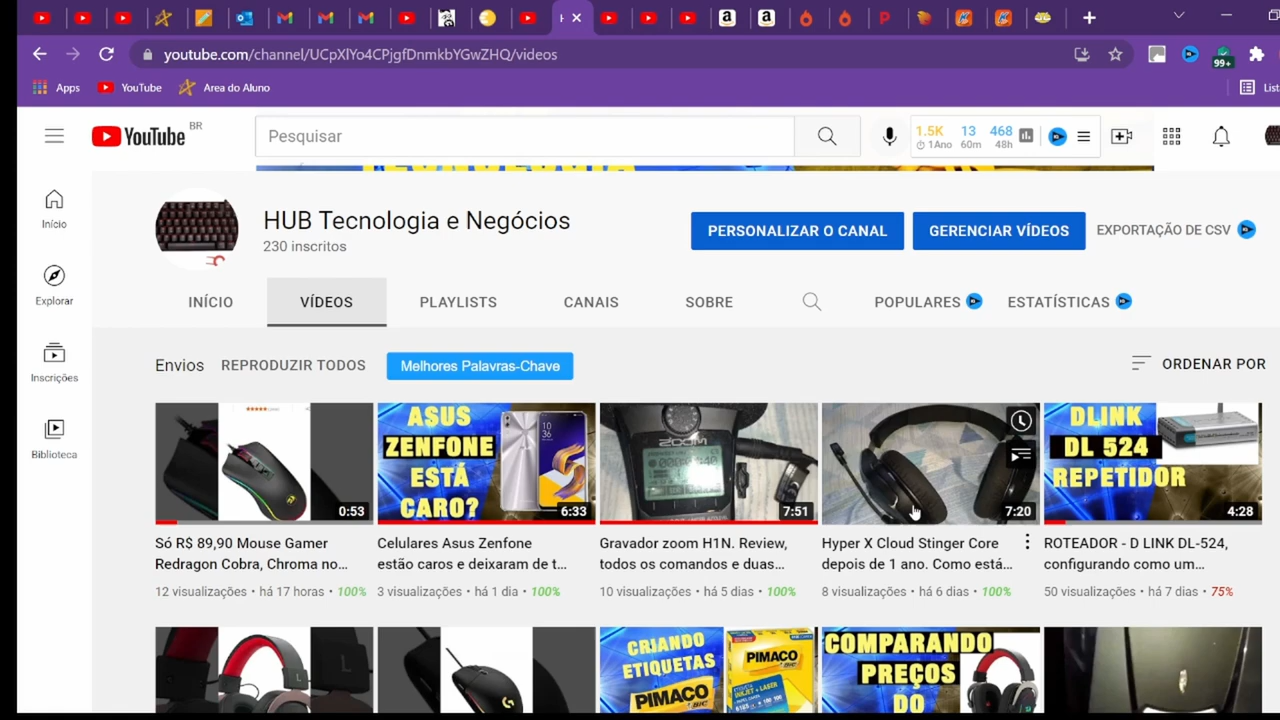 youtube.com/channel/UCpXlYo4CPjgfDnmkbYGwZHQ/videos
99+
Apps
YouTube
Area do Aluno
List
YouTube BR
Pesquisar
1.5K 13 468
1Ano 60m 48h
HUB Tecnologia e Negócios
230 inscritos
PERSONALIZAR O CANAL
GERENCIAR VÍDEOS
EXPORTAÇÃO DE CSV
Início
Explorar
Inscrições
Biblioteca
INÍCIO
VÍDEOS
PLAYLISTS
CANAIS
SOBRE
POPULARES
ESTATÍSTICAS
Envios
REPRODUZIR TODOS
Melhores Palavras-Chave
ORDENAR POR
0:53
ASUS
ZENFONE
ESTÁ
CARO?
6:33
ZOOM
7:51
7:20
DLINK
DL 524
REPETIDOR
4:28
Só R$ 89,90 Mouse Gamer
Redragon Cobra, Chroma no...
12 visualizações • há 17 horas • 100%
Celulares Asus Zenfone
estão caros e deixaram de t...
3 visualizações • há 1 dia • 100%
Gravador zoom H1N. Review,
todos os comandos e duas...
10 visualizações • há 5 dias • 100%
Hyper X Cloud Stinger Core
depois de 1 ano. Como está...
8 visualizações • há 6 dias • 100%
ROTEADOR - D LINK DL-524,
configurando como um...
50 visualizações • há 7 dias • 75%
L
CRIANDO
ETIQUETAS
PIMACO
BIC
PIMACO
COMPARANDO
PREÇOS
DO